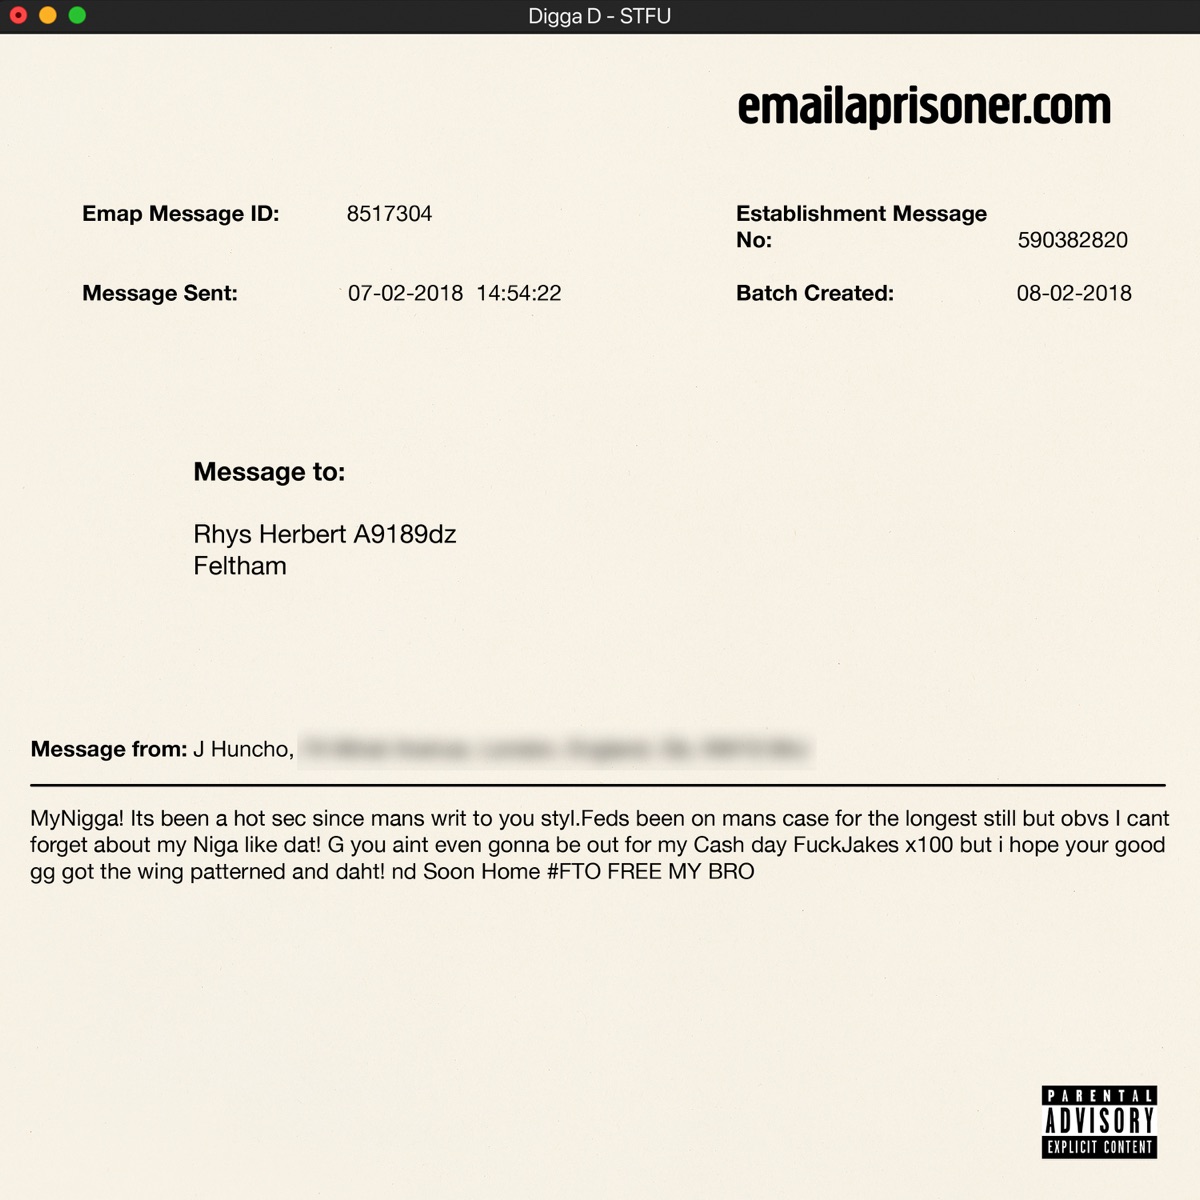 Digga D - STFU
emailaprisoner.com
Emap Message ID: 8517304
Establishment Message
No: 590382820
Message Sent: 07-02-2018 14:54:22
Batch Created: 08-02-2018
Message to:
Rhys Herbert A9189dz
Feltham
Message from: J Huncho,
MyNigga! Its been a hot sec since mans writ to you styl.Feds been on mans case for the longest still but obvs I cant
forget about my Niga like dat! G you aint even gonna be out for my Cash day FuckJakes x100 but i hope your good
gg got the wing patterned and daht! nd Soon Home #FTO FREE MY BRO
PARENTAL
ADVISORY
EXPLICIT CONTENT